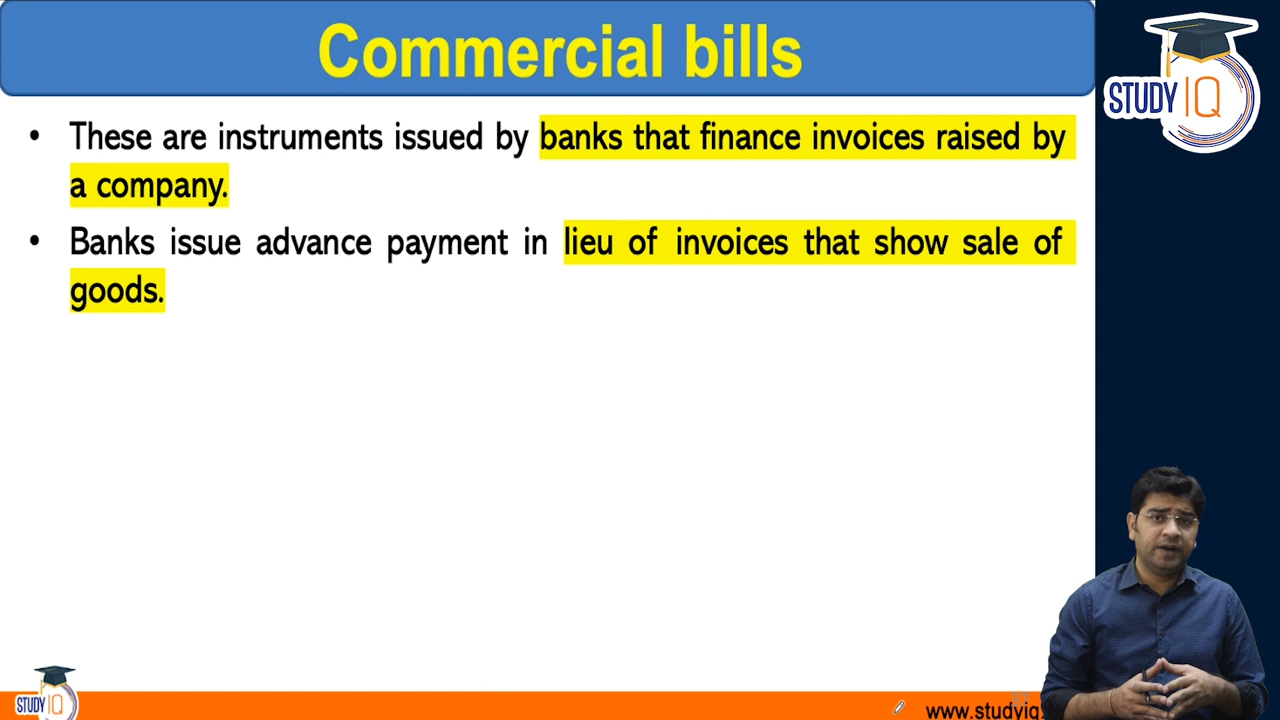 Commercial bills
STUDY IQ
• These are instruments issued by banks that finance invoices raised by
a company.
• Banks issue advance payment in lieu of invoices that show sale of
goods.
STUDY IQ
www.studyiq.